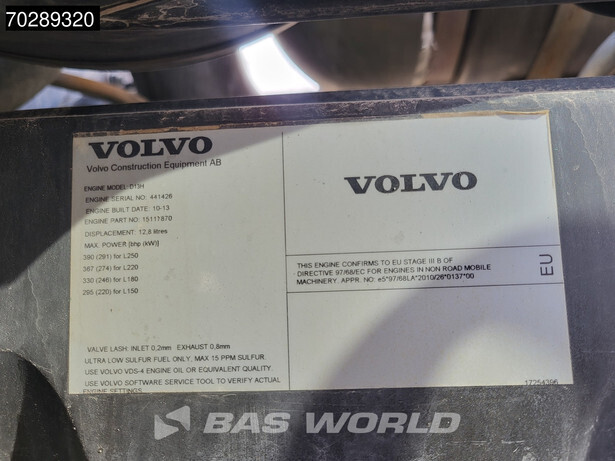 70289320
VOLVO
Volvo Construction Equipment AB
ENGINE MODEL: D13H
ENGINE SERIAL NO: 441426
ENGINE BUILT DATE: 10-13
ENGINE PART NO: 15111870
DISPLACEMENT: 12,8 litres
MAX. POWER [bhp (kW)]
390 (291) for L250
367 (274) for L220
330 (246) for L180
295 (220) for L150
VALVE LASH: INLET 0,2mm EXHAUST 0,8mm
ULTRA LOW SULFUR FUEL ONLY, MAX 15 PPM SULFUR.
USE VOLVO VDS-4 ENGINE OIL OR EQUIVALENT QUALITY.
USE VOLVO SOFTWARE SERVICE TOOL TO VERIFY ACTUAL
ENGINE SETTINGS
VOLVO
THIS ENGINE CONFIRMS TO EU STAGE III B OF
DIRECTIVE 97/68/EC FOR ENGINES IN NON ROAD MOBILE
MACHINERY. APPR. NO: e5*97/68LA*2010/26*0137*00
EU
17254396
BAS WORLD